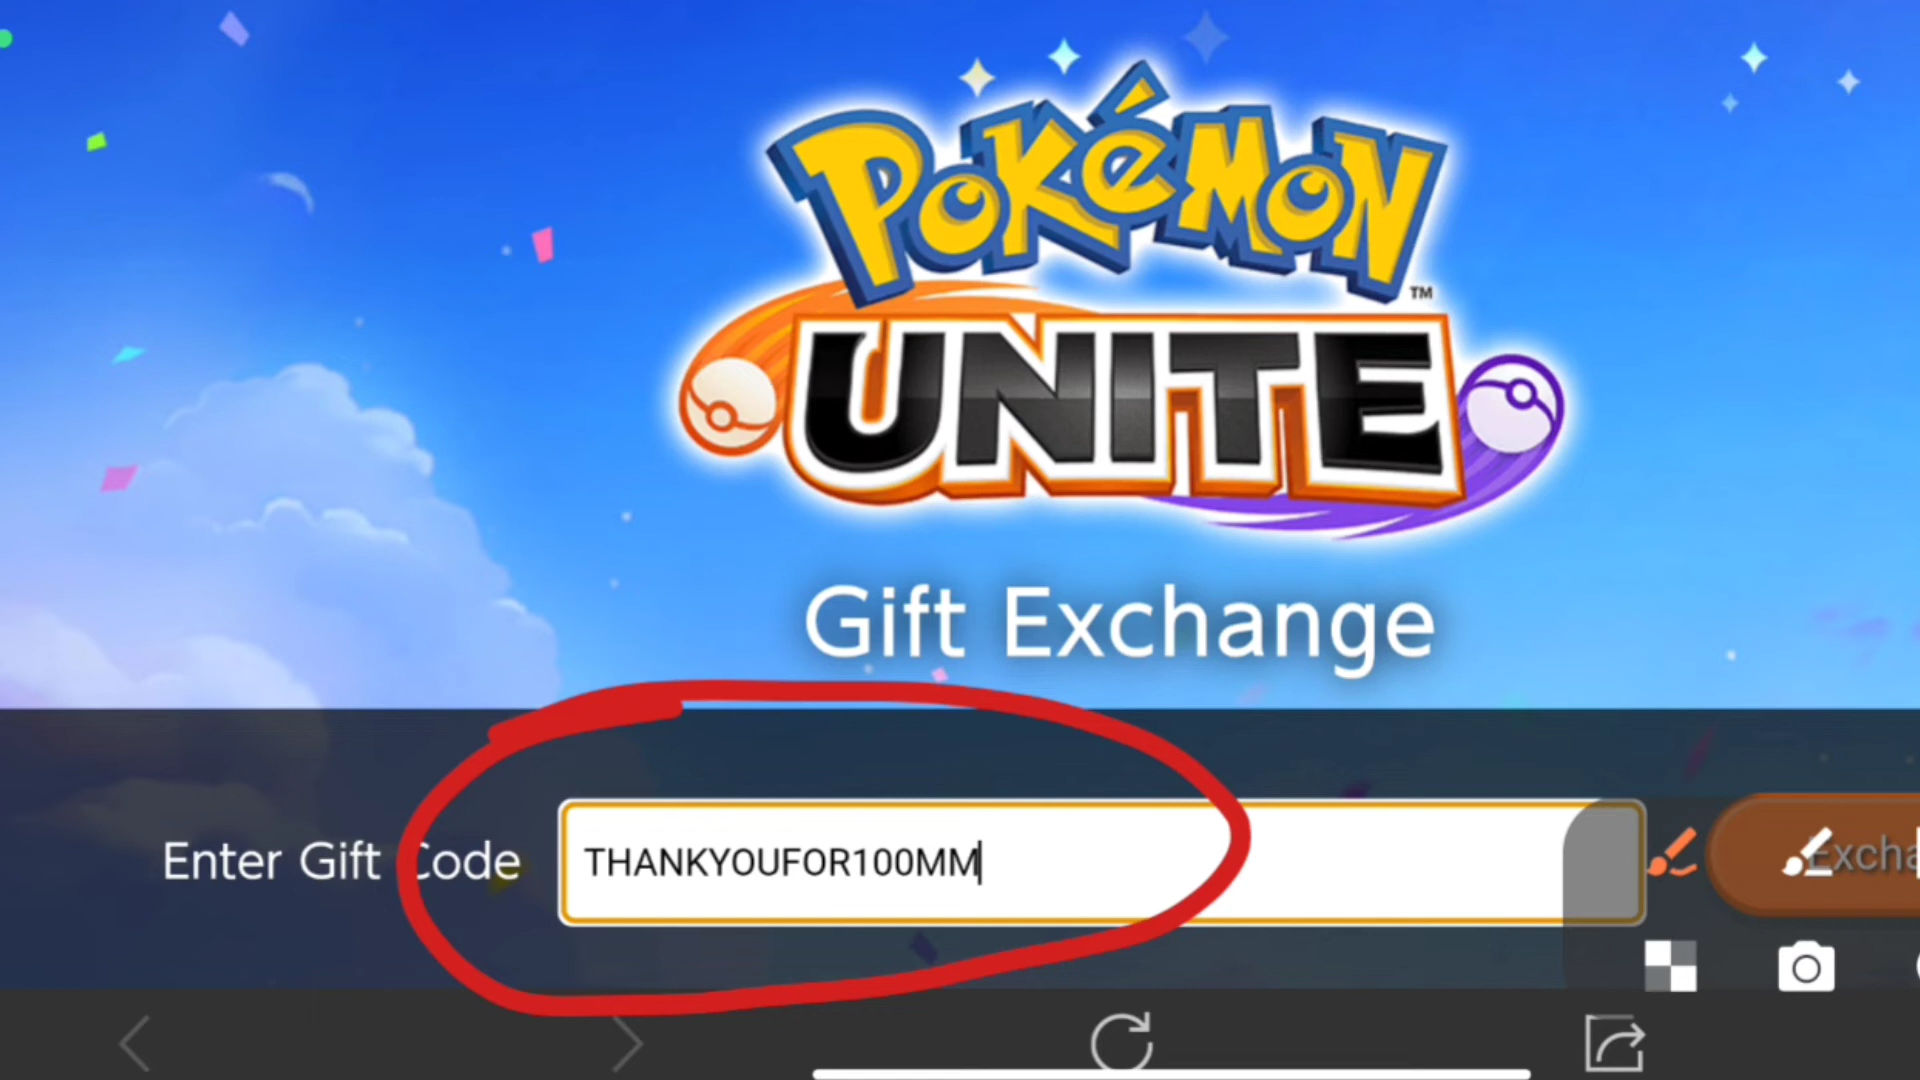 POKéMON
TM
UNITE
Gift Exchange
Enter Gift Code
THANKYOUFOR100MM